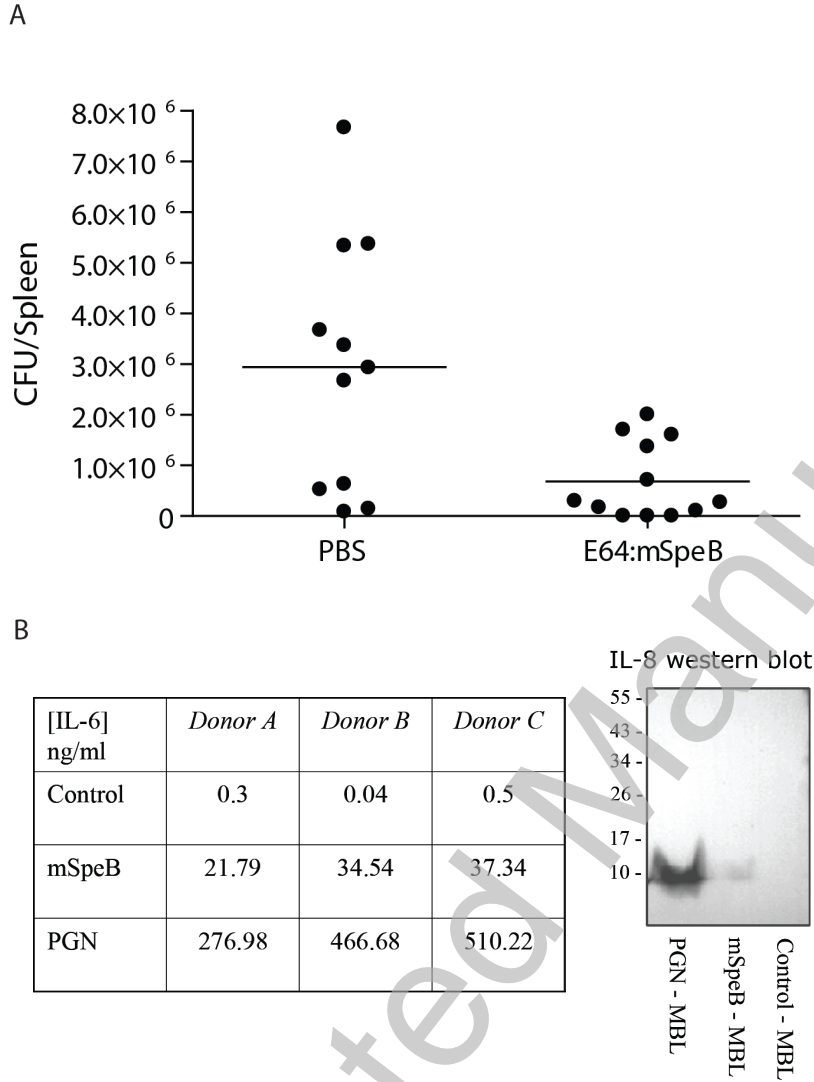 A
8.0×10 6
7.0×10 6
6.0×10 6
5.0×10 6
4.0×10 6
3.0×10 6
2.0×10 6
1.0×10 6
0
CFU/Spleen
PBS E64:mSpeB
B
IL-8 western blot
[IL-6] ng/ml Donor A Donor B Donor C
Control 0.3 0.04 0.5
mSpeB 21.79 34.54 37.34
PGN 276.98 466.68 510.22
55 -
43 -
34 -
26 -
17 -
10 -
PGN - MBL
mSpeB - MBL
Control - MBL
ted Manu